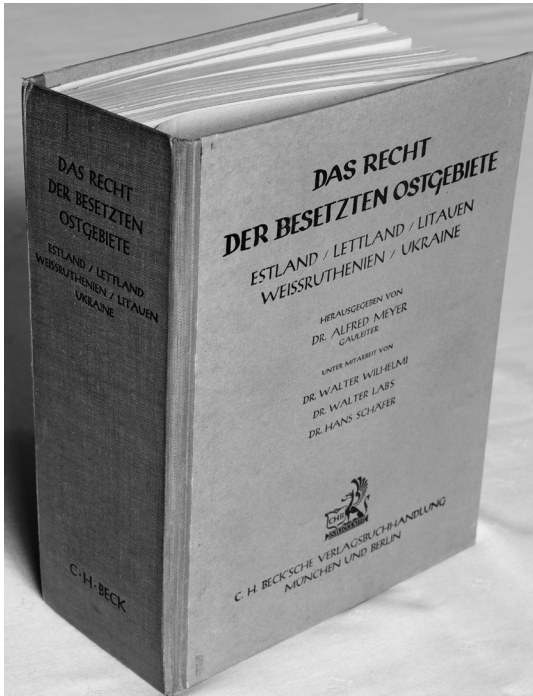 DAS RECHT
DER BESETZTEN
OSTGEBIETE
ESTLAND / LETTLAND
WEISSRUTHENIEN / LITAUEN
UKRAINE
C·H·BECK
DAS RECHT
DER BESETZTEN OSTGEBIETE
ESTLAND / LETTLAND / LITAUEN
WEISSRUTHENIEN / UKRAINE
HERAUSGEGEBEN VON
DR. ALFRED MEYER
GAULEITER
UNTER MITARBEIT VON
DR. WALTER WILHELMI
DR. WALTER LABS
DR. HANS SCHÄFER
CHB
C. H. BECK'SCHE VERLAGSBUCHHANDLUNG
MÜNCHEN UND BERLIN